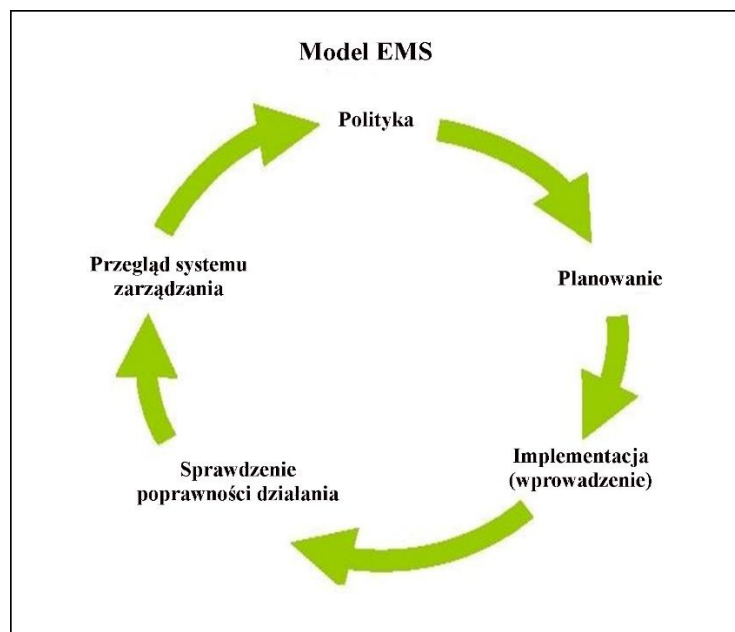 Model EMS
Polityka
Planowanie
Implementacja
(wprowadzenie)
Sprawdzenie
poprawności działania
Przegląd systemu
zarządzania